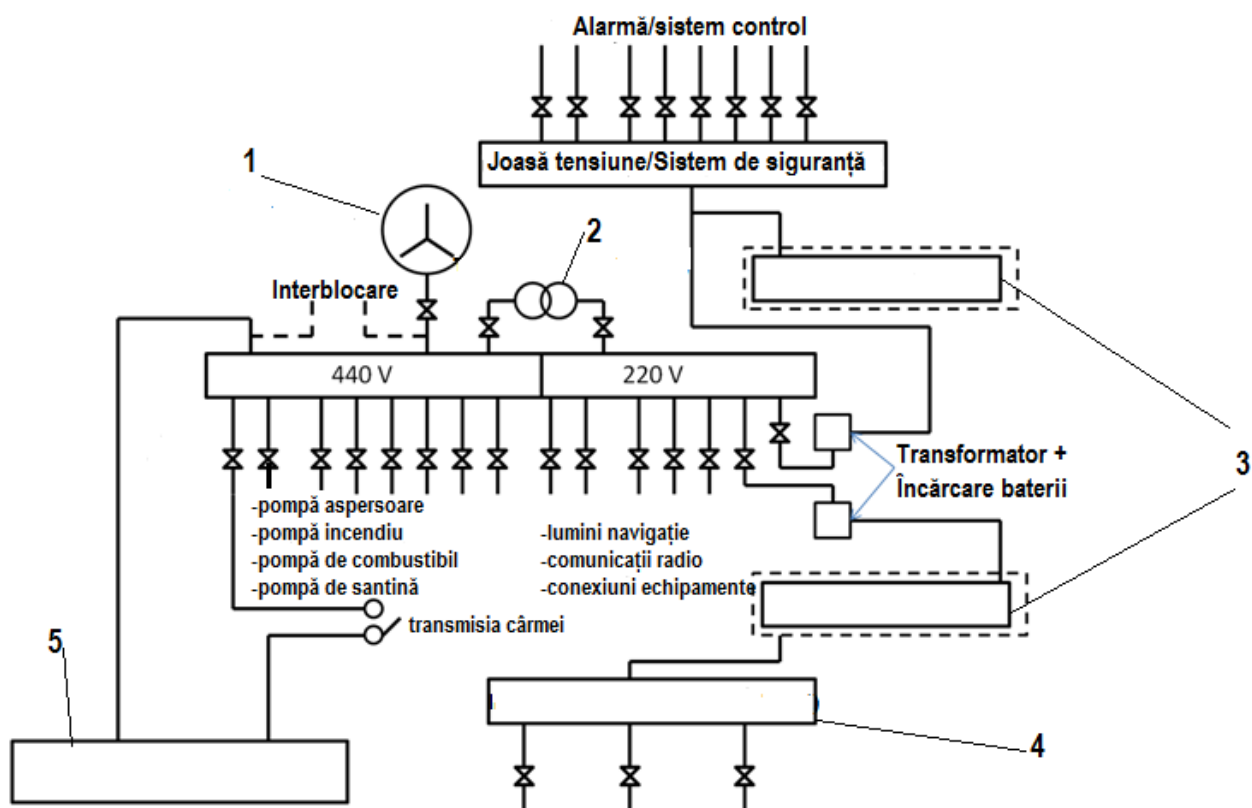 Alarmă/sistem control
Joasă tensiune/Sistem de siguranță
1
2
Interblocare
440 V
220 V
Transformator +
Încărcare baterii
3
-pompă aspersoare
-pompă incendiu
-pompă de combustibil
-pompă de santină
-lumini navigație
-comunicații radio
-conexiuni echipamente
transmisia cârmei
5
4